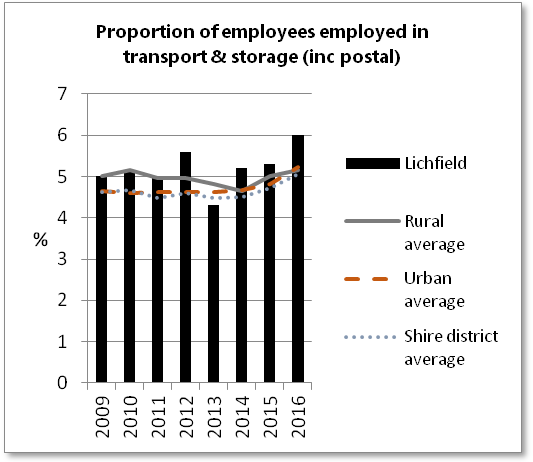 Proportion of employees employed in
transport & storage (inc postal)
7
6
5
4
3
2
1
0
%
2009
2010
2011
2012
2013
2014
2015
2016
Lichfield
Rural
average
Urban
average
Shire district
average